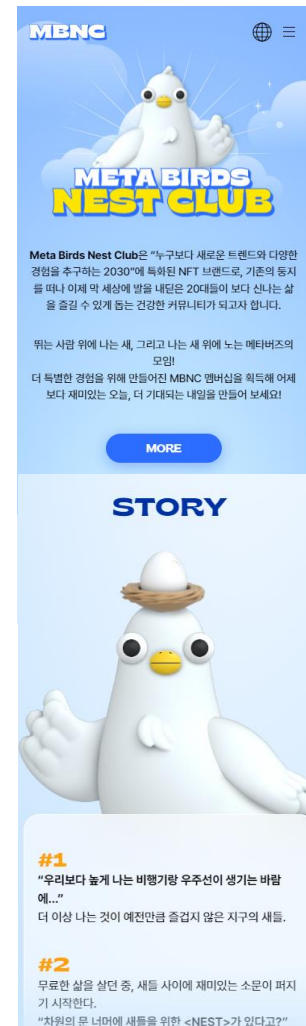 MBNC
META BIRDS
NEST CLUB
Meta Birds Nest Club은 “누구보다 새로운 트렌드와 다양한
경험을 추구하는 2030”에 특화된 NFT 브랜드로, 기존의 둥지
를 떠나 이제 막 세상에 발을 내딛은 20대들이 보다 신나는 삶
을 즐길 수 있게 돕는 건강한 커뮤니티가 되고자 합니다.
뛰는 사람 위에 나는 새, 그리고 나는 새 위에 노는 메타버즈의
모임!
더 특별한 경험을 위해 만들어진 MBNC 멤버십을 획득해 어제
보다 재미있는 오늘, 더 기대되는 내일을 만들어 보세요!
MORE
STORY
#1
“우리보다 높게 나는 비행기랑 우주선이 생기는 바람
에...”
더 이상 나는 것이 예전만큼 즐겁지 않은 지구의 새들.
#2
무료한 삶을 살던 중, 새들 사이에 재미있는 소문이 퍼지
기 시작한다.
“차원의 문 너머에 새들을 위한 <NEST>가 있다고?”